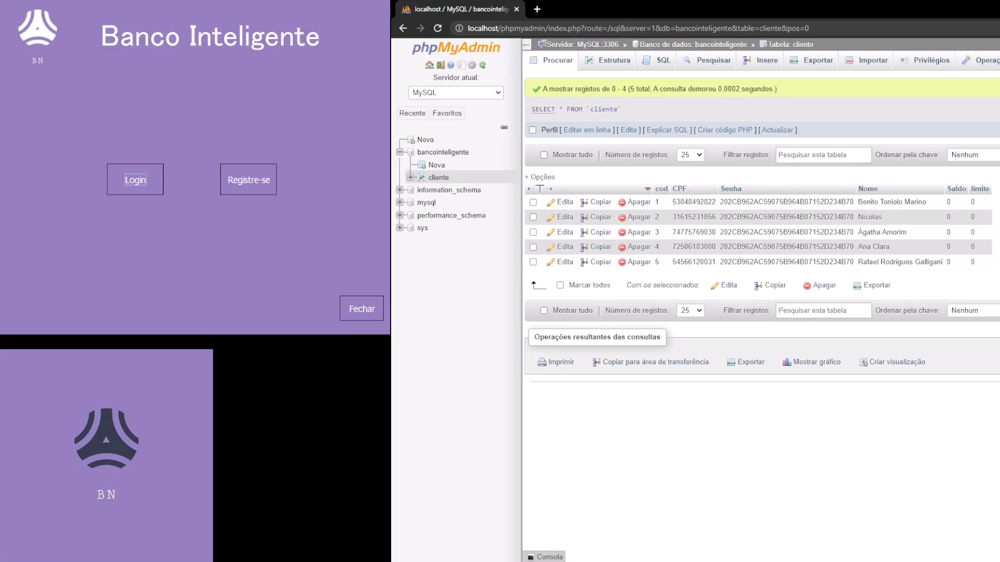 Banco Inteligente
BN
Login
Registre-se
Fechar
BN
localhost / MySQL / bancointelig
localhost/phpmyadmin/index.php?route=/sql&server=1&db=bancointeligente&table=cliente&pos=0
phpMyAdmin
Servidor atual:
MySQL
Recente Favoritos
Novo
bancointeligente
Nova
cliente
information_schema
mysql
performance_schema
sys
Servidor: MySQL:3306 » Banco de dados: bancointeligente » Tabela: cliente
Procurar Estrutura SQL Pesquisar Insere Exportar Importar Privilégios Operaç
A mostrar registos de 0 - 4 (5 total, A consulta demorou 0,0002 segundos.)
SELECT * FROM `cliente`
Perfil [ Editar em linha ] [ Edita ] [ Explicar SQL ] [ Criar código PHP ] [ Actualizar ]
Mostrar tudo Número de registos: 25 Filtrar registos: Pesquisar esta tabela Ordenar pela chave: Nenhum
+ Opções
←T→ cod CPF Senha Nome Saldo limite
Edita Copiar Apagar 1 53848492822 202CB962AC59075B964B07152D234B70 Benito Toniolo Marino 0 0
Edita Copiar Apagar 2 31615231056 202CB962AC59075B964B07152D234B70 Nícolas 0 0
Edita Copiar Apagar 3 74775769030 202CB962AC59075B964B07152D234B70 Ágatha Amorim 0 0
Edita Copiar Apagar 4 72506183000 202CB962AC59075B964B07152D234B70 Ana Clara 0 0
Edita Copiar Apagar 5 54566120031 202CB962AC59075B964B07152D234B70 Rafael Rodrigues Galligani 0 0
Marcar todos Com os seleccionados: Edita Copiar Apagar Exportar
Mostrar tudo Número de registos: 25 Filtrar registos: Pesquisar esta tabela Ordenar pela chave: Nenhum
Operações resultantes das consultas
Imprimir Copiar para área de transferência Exportar Mostrar gráfico Criar visualização
Consola